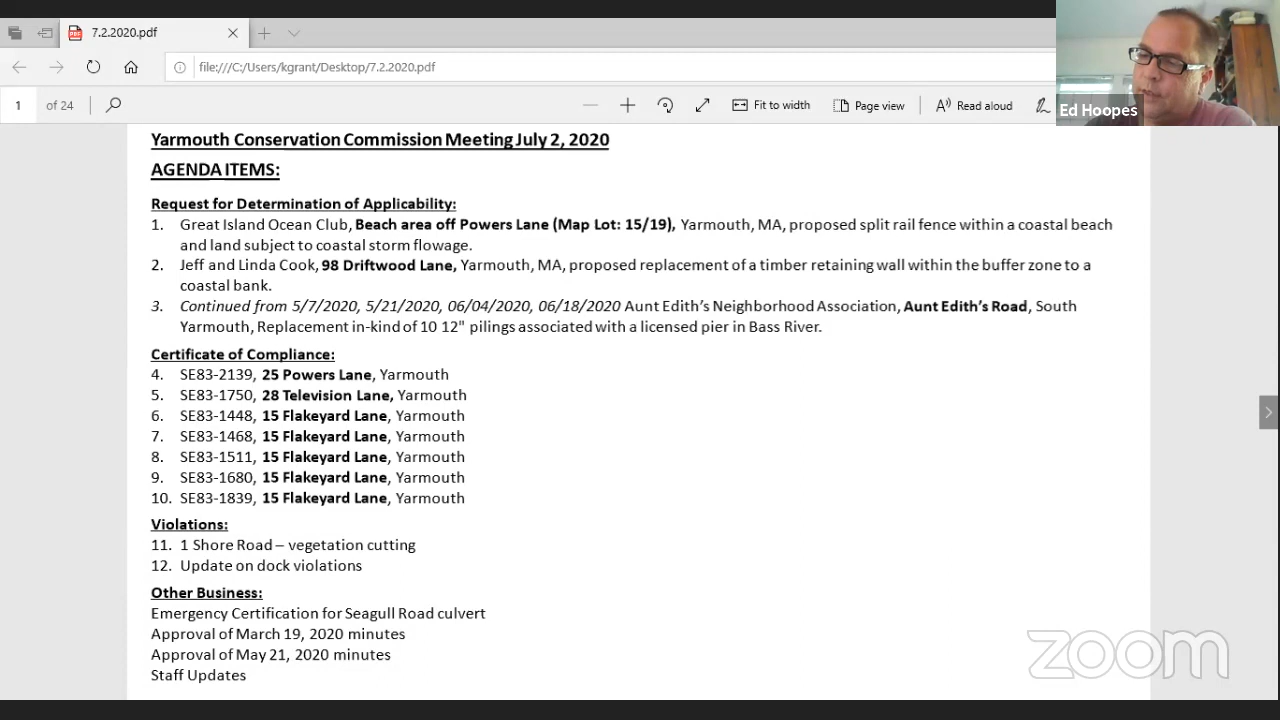 7.2.2020.pdf
file:///C:/Users/kgrant/Desktop/7.2.2020.pdf
1 of 24
Fit to width
Page view
Read aloud
Ed Hoopes
Yarmouth Conservation Commission Meeting July 2, 2020
AGENDA ITEMS:
Request for Determination of Applicability:
1. Great Island Ocean Club, Beach area off Powers Lane (Map Lot: 15/19), Yarmouth, MA, proposed split rail fence within a coastal beach
and land subject to coastal storm flowage.
2. Jeff and Linda Cook, 98 Driftwood Lane, Yarmouth, MA, proposed replacement of a timber retaining wall within the buffer zone to a
coastal bank.
3. Continued from 5/7/2020, 5/21/2020, 06/04/2020, 06/18/2020 Aunt Edith's Neighborhood Association, Aunt Edith's Road, South
Yarmouth, Replacement in-kind of 10 12" pilings associated with a licensed pier in Bass River.
Certificate of Compliance:
4. SE83-2139, 25 Powers Lane, Yarmouth
5. SE83-1750, 28 Television Lane, Yarmouth
6. SE83-1448, 15 Flakeyard Lane, Yarmouth
7. SE83-1468, 15 Flakeyard Lane, Yarmouth
8. SE83-1511, 15 Flakeyard Lane, Yarmouth
9. SE83-1680, 15 Flakeyard Lane, Yarmouth
10. SE83-1839, 15 Flakeyard Lane, Yarmouth
Violations:
11. 1 Shore Road – vegetation cutting
12. Update on dock violations
Other Business:
Emergency Certification for Seagull Road culvert
Approval of March 19, 2020 minutes
Approval of May 21, 2020 minutes
Staff Updates
zoom